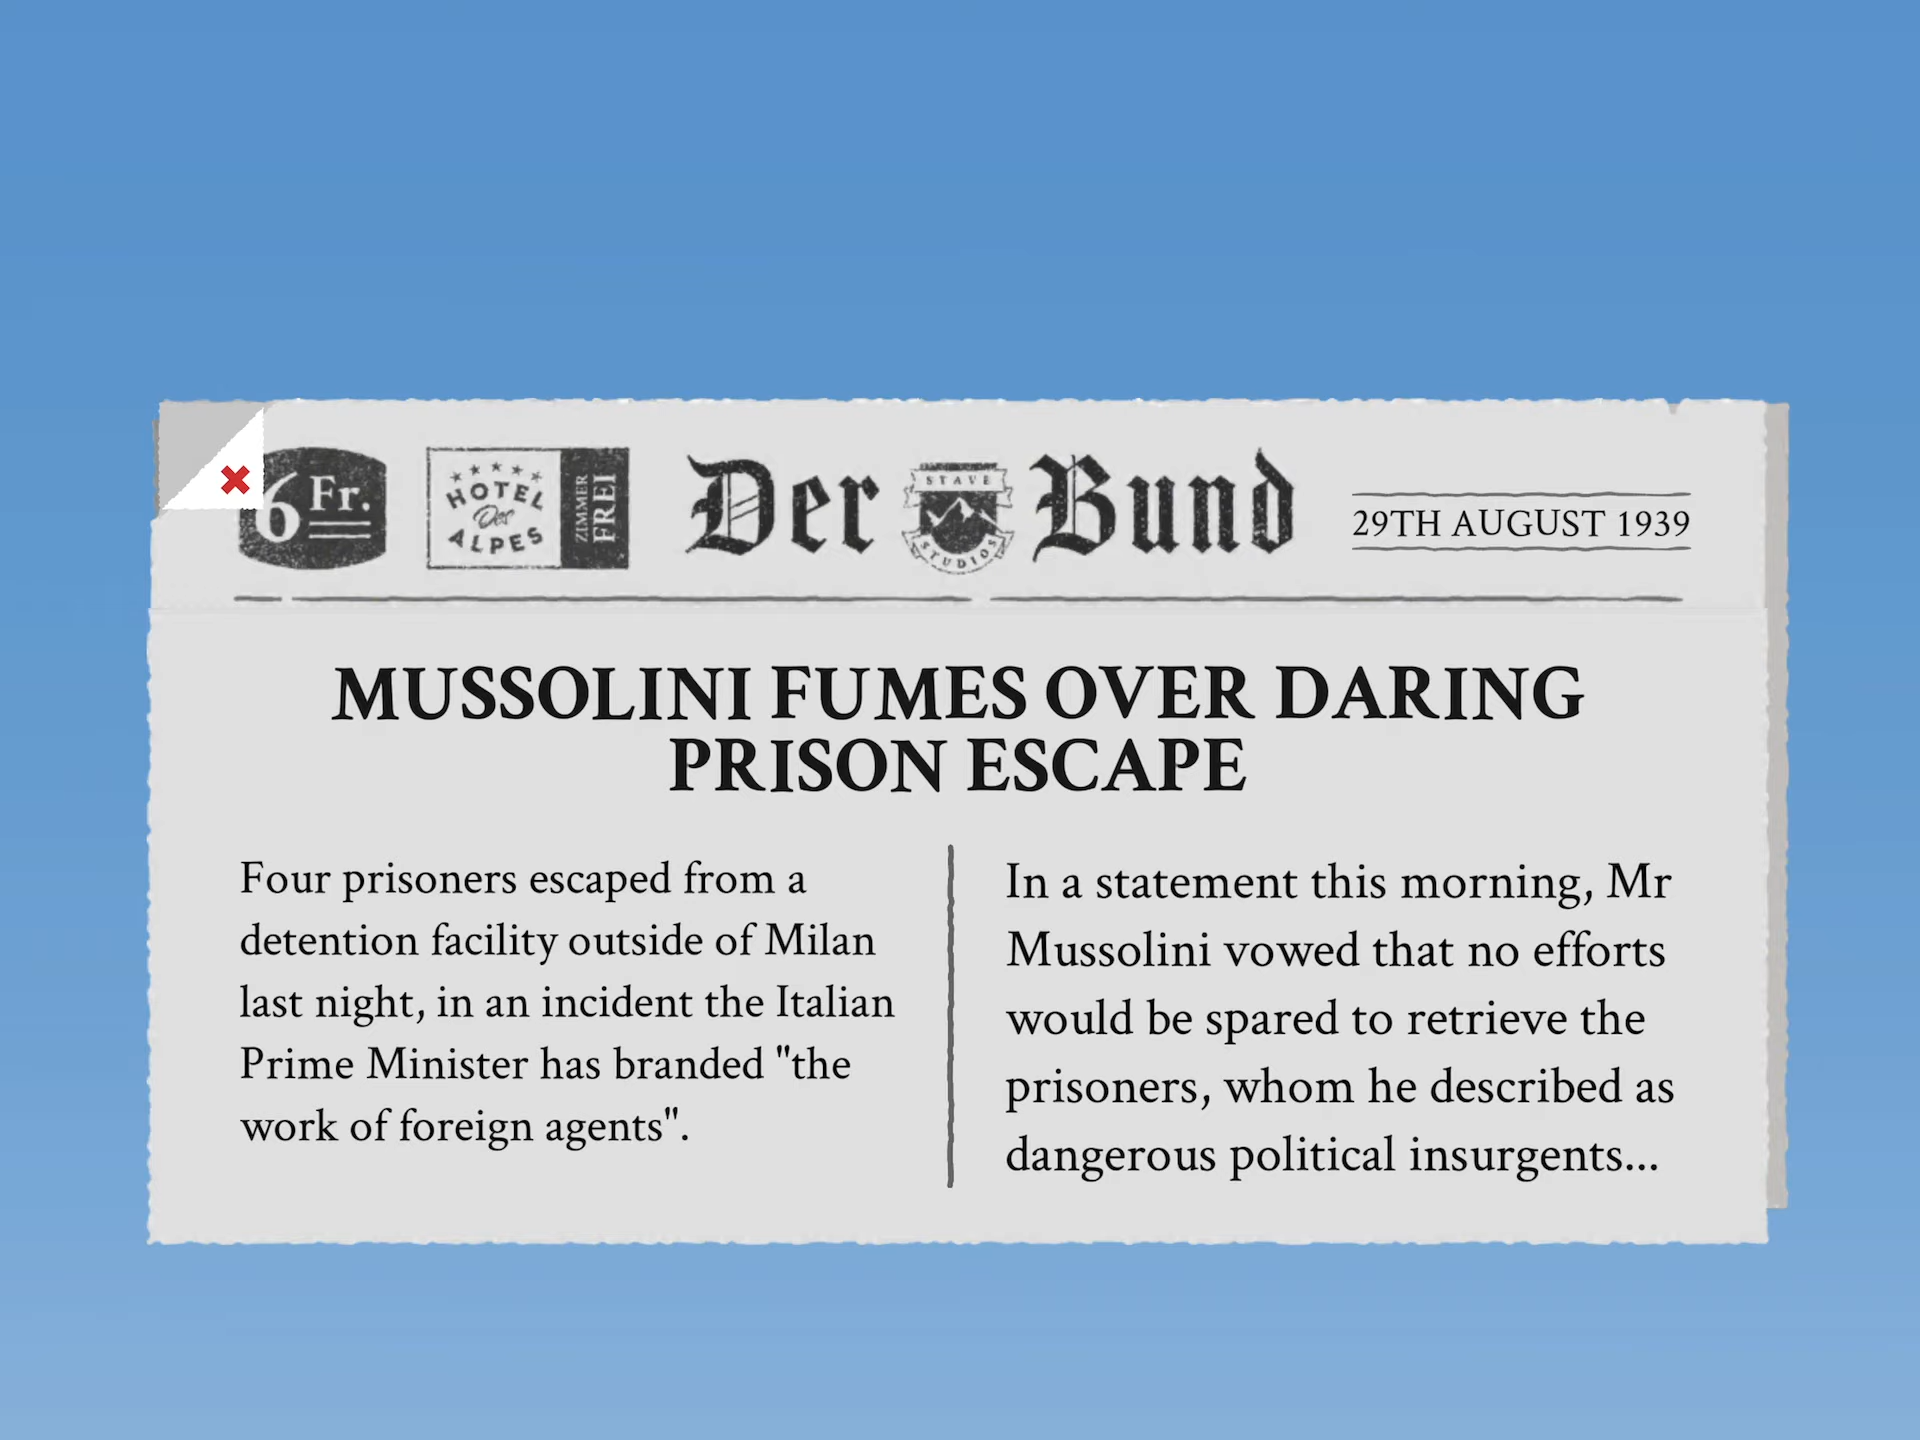 6 Fr.
HOTEL
Des
ALPES
ZIMMER
FREI
Der
STAVE
STUDIOS
Bund
29TH AUGUST 1939
MUSSOLINI FUMES OVER DARING
PRISON ESCAPE
Four prisoners escaped from a
detention facility outside of Milan
last night, in an incident the Italian
Prime Minister has branded "the
work of foreign agents".
In a statement this morning, Mr
Mussolini vowed that no efforts
would be spared to retrieve the
prisoners, whom he described as
dangerous political insurgents...